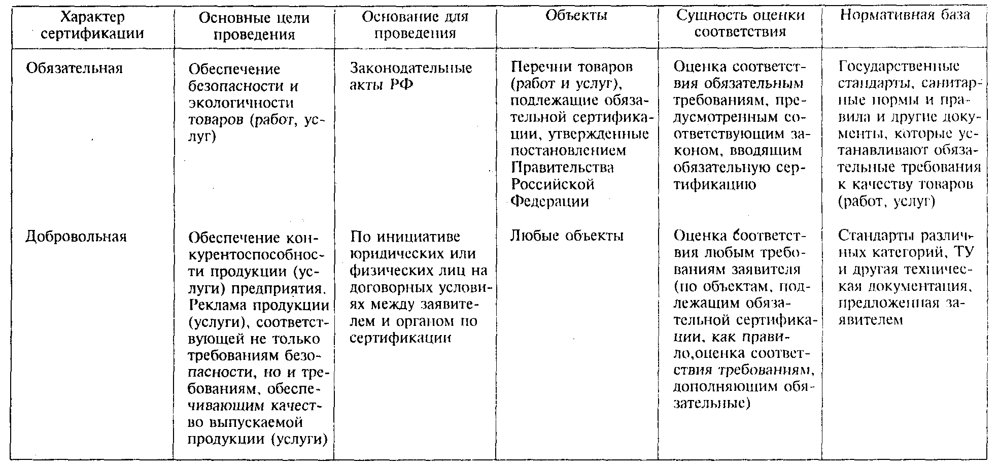 Характер
сертификации
Основные цели
проведения
Основание для
проведения
Объекты
Сущность оценки
соответствия
Нормативная база
Обязательная
Обеспечение
безопасности и
экологичности
товаров (работ, ус-
луг)
Законодательные
акты РФ
Перечни товаров
(работ и услуг),
подлежащие обяза-
тельной сертифика-
ции, утвержденные
постановлением
Правительства
Российской
Федерации
Оценка соответст-
вия обязательным
требованиям, пре-
дусмотренным со-
ответствующим за-
коном, вводящим
обязательную сер-
тификацию
Государственные
стандарты, санитар-
ные нормы и пра-
вила и другие доку-
менты, которые ус-
танавливают обяза-
тельные требования
к качеству товаров
(работ, услуг)
Добровольная
Обеспечение кон-
курентоспособнос-
ти продукции (ус-
луги) предприятия.
Реклама продукции
(услуги), соответст-
вующей не только
требованиям безо-
пасности, но и тре-
бованиям, обеспе-
чивающим качест-
во выпускаемой
продукции (услуги)
По инициативе
юридических или
физических лиц на
договорных услови-
ях между заявите-
лем и органом по
сертификации
Любые объекты
Оценка соответст-
вия любым требо-
ваниям заявителя
(по объектам, под-
лежащим обяза-
тельной сертифика-
ции, как прави-
ло,оценка соответ-
ствия требованиям,
дополняющим обя-
зательные)
Стандарты различ-
ных категорий, ТУ
и другая техничес-
кая документация,
предложенная за-
явителем